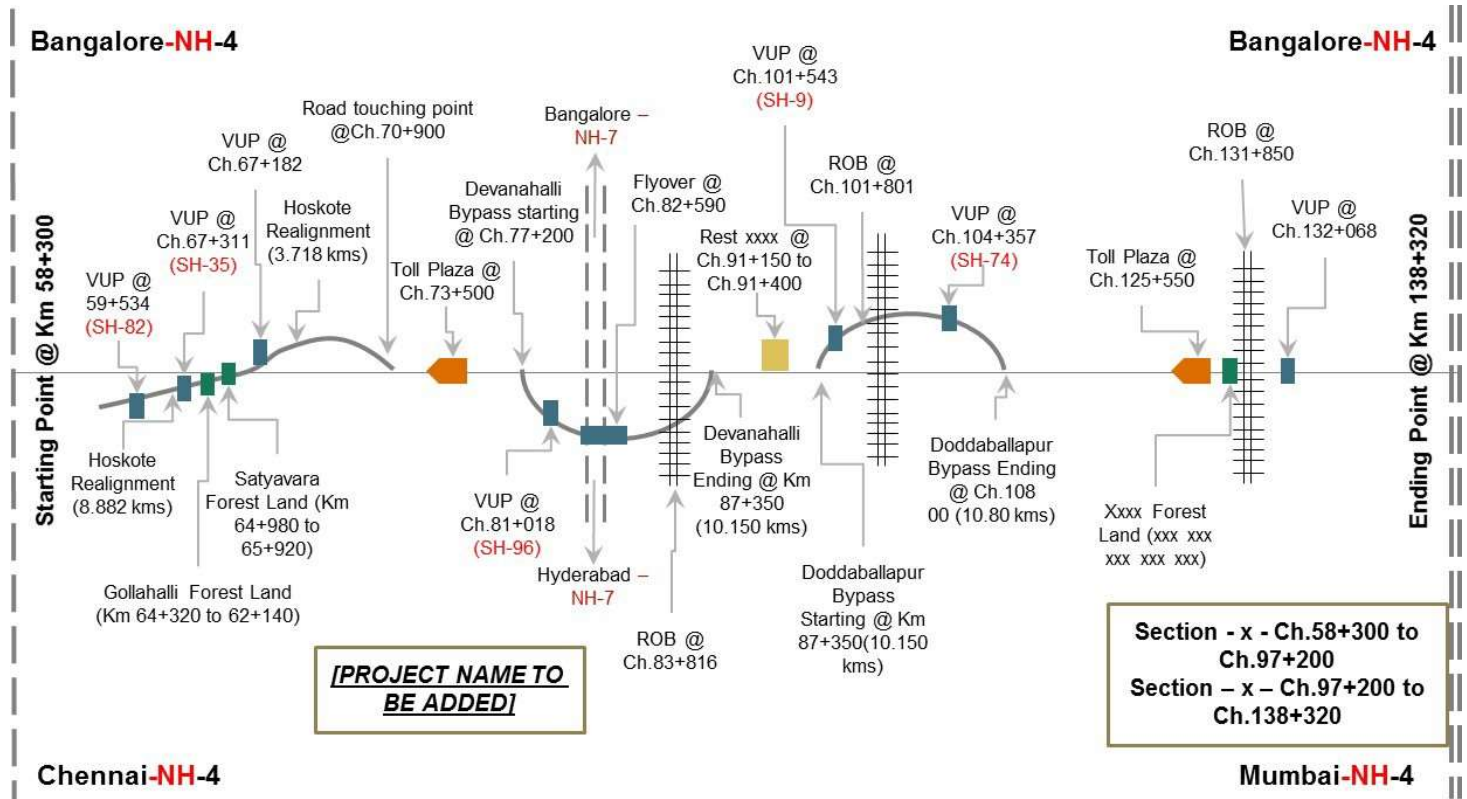 Bangalore-NH-4
Bangalore-NH-4
VUP @
Ch.101+543
(SH-9)
Road touching point
@Ch.70+900
Bangalore –
NH-7
VUP @
Ch.67+182
ROB @
Ch.131+850
ROB @
Ch.101+801
Devanahalli
Bypass starting
@ Ch.77+200
Flyover @
Ch.82+590
Hoskote
Realignment
(3.718 kms)
VUP @
Ch.67+311
(SH-35)
VUP @
Ch.104+357
(SH-74)
VUP @
Ch.132+068
Rest xxxx @
Ch.91+150 to
Ch.91+400
Toll Plaza @
Ch.73+500
Toll Plaza @
Ch.125+550
VUP @
59+534
(SH-82)
Starting Point @ Km 58+300
Ending Point @ Km 138+320
Hoskote
Realignment
(8.882 kms)
Satyavara
Forest Land (Km
64+980 to
65+920)
Gollahalli Forest Land
(Km 64+320 to 62+140)
VUP @
Ch.81+018
(SH-96)
Hyderabad –
NH-7
Devanahalli
Bypass
Ending @ Km
87+350
(10.150 kms)
Doddaballapur
Bypass Ending
@ Ch.108
00 (10.80 kms)
Xxxx Forest
Land (xxx xxx
xxx xxx xxx)
Doddaballapur
Bypass
Starting @ Km
87+350(10.150
kms)
ROB @
Ch.83+816
[PROJECT NAME TO
BE ADDED]
Section - x - Ch.58+300 to
Ch.97+200
Section – x – Ch.97+200 to
Ch.138+320
Chennai-NH-4
Mumbai-NH-4